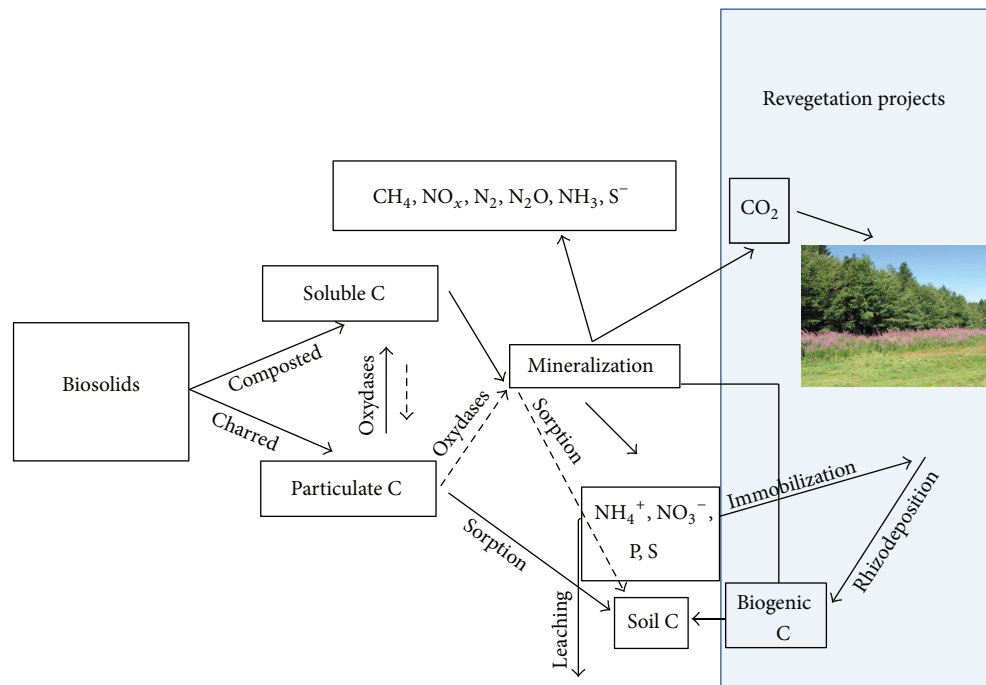 Revegetation projects
CH₄, NOₓ, N₂, N₂O, NH₃, S⁻
CO₂
Soluble C
Biosolids
Composted
Charred
Oxydases
Mineralization
Oxydases
Sorption
Particulate C
Sorption
NH₄⁺, NO₃⁻,
P, S
Immobilization
Rhizodeposition
Leaching
Soil C
Biogenic
C